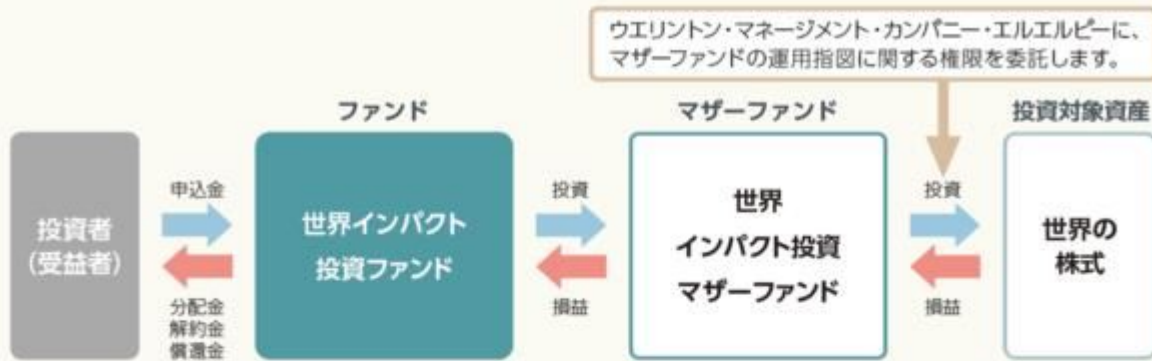 ウエリントン・マネージメント・カンパニー・エルエルピーに、
マザーファンドの運用指図に関する権限を委託します。
ファンド
マザーファンド
投資対象資産
投資者
(受益者)
申込金
分配金
解約金
償還金
世界インパクト
投資ファンド
投資
損益
世界
インパクト投資
マザーファンド
投資
損益
世界の
株式